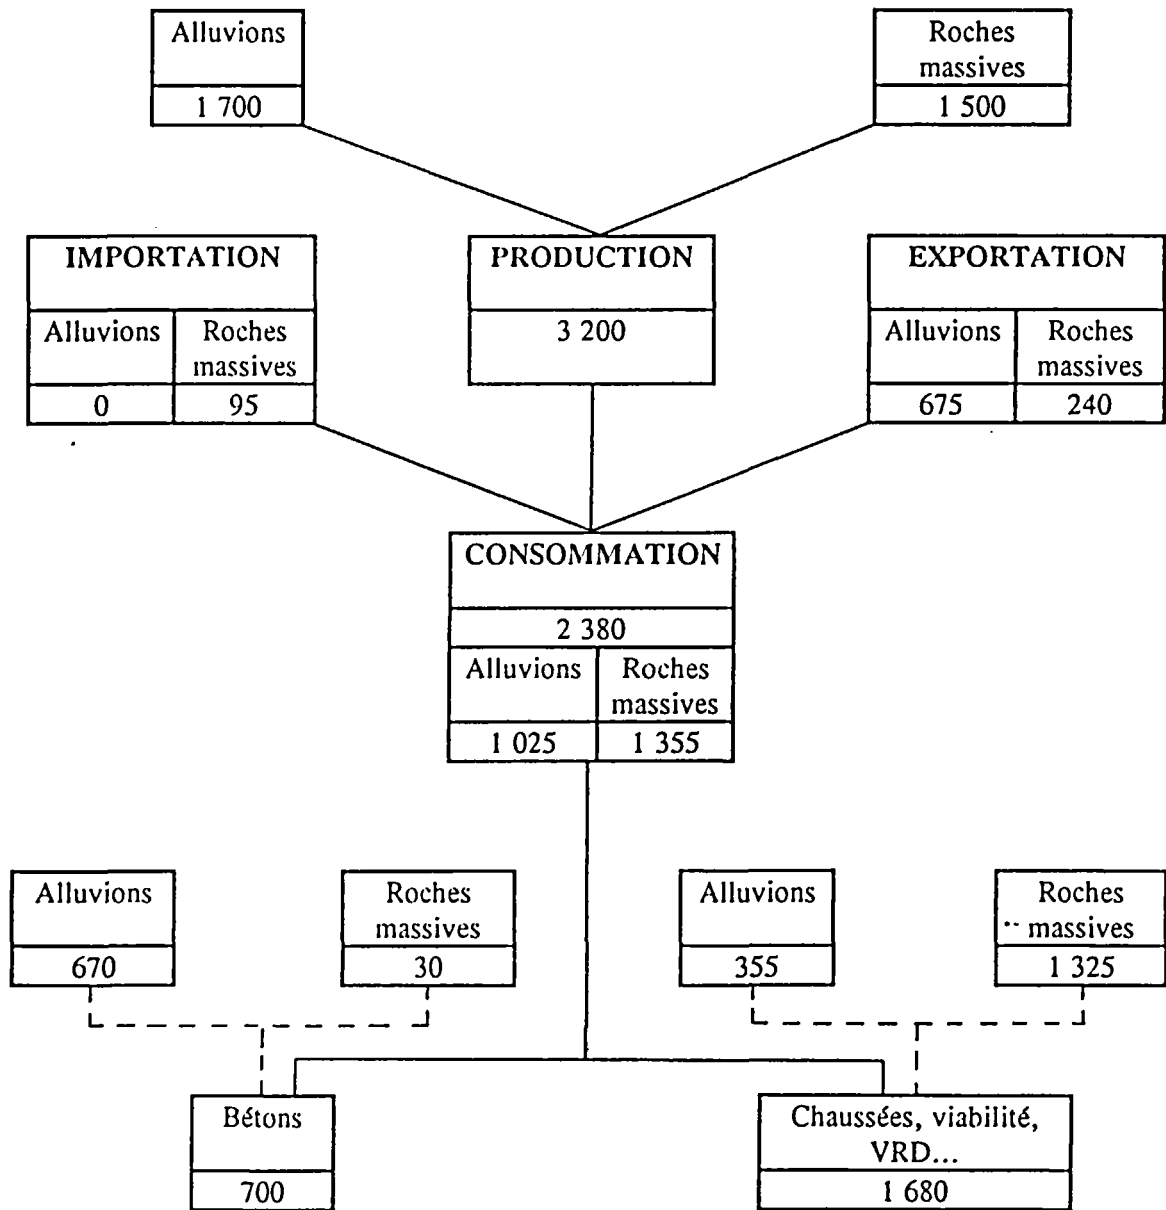 Alluvions
1 700
Roches
massives
1 500
IMPORTATION
Alluvions
Roches
massives
0
95
PRODUCTION
3 200
EXPORTATION
Alluvions
Roches
massives
675
240
CONSOMMATION
2 380
Alluvions
Roches
massives
1 025
1 355
Alluvions
670
Roches
massives
30
Alluvions
355
Roches
massives
1 325
Bétons
700
Chaussées, viabilité,
VRD...
1 680